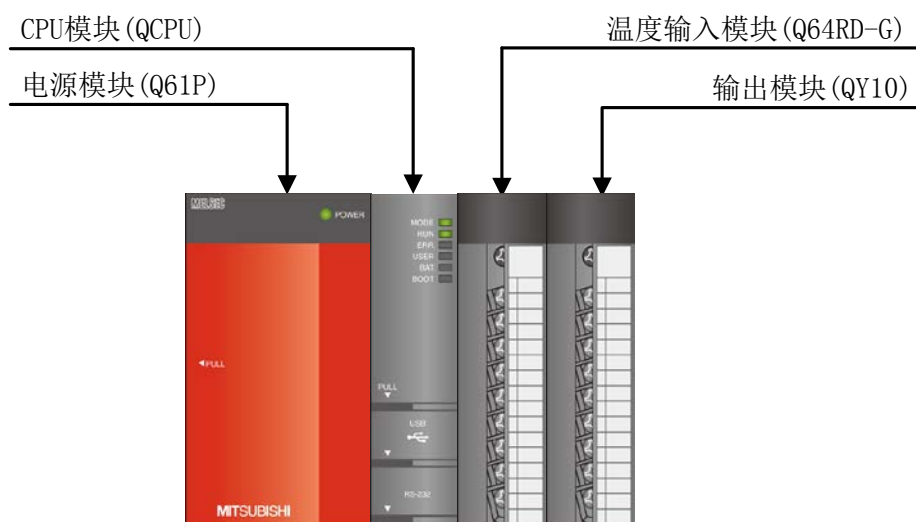 CPU模块(QCPU)
温度输入模块(Q64RD-G)
电源模块(Q61P)
输出模块(QY10)
MELSEC
POWER
MODE
RUN
ERR.
USER
BAT.
BOOT
PULL
PULL
USB
RS-232
MITSUBISHI